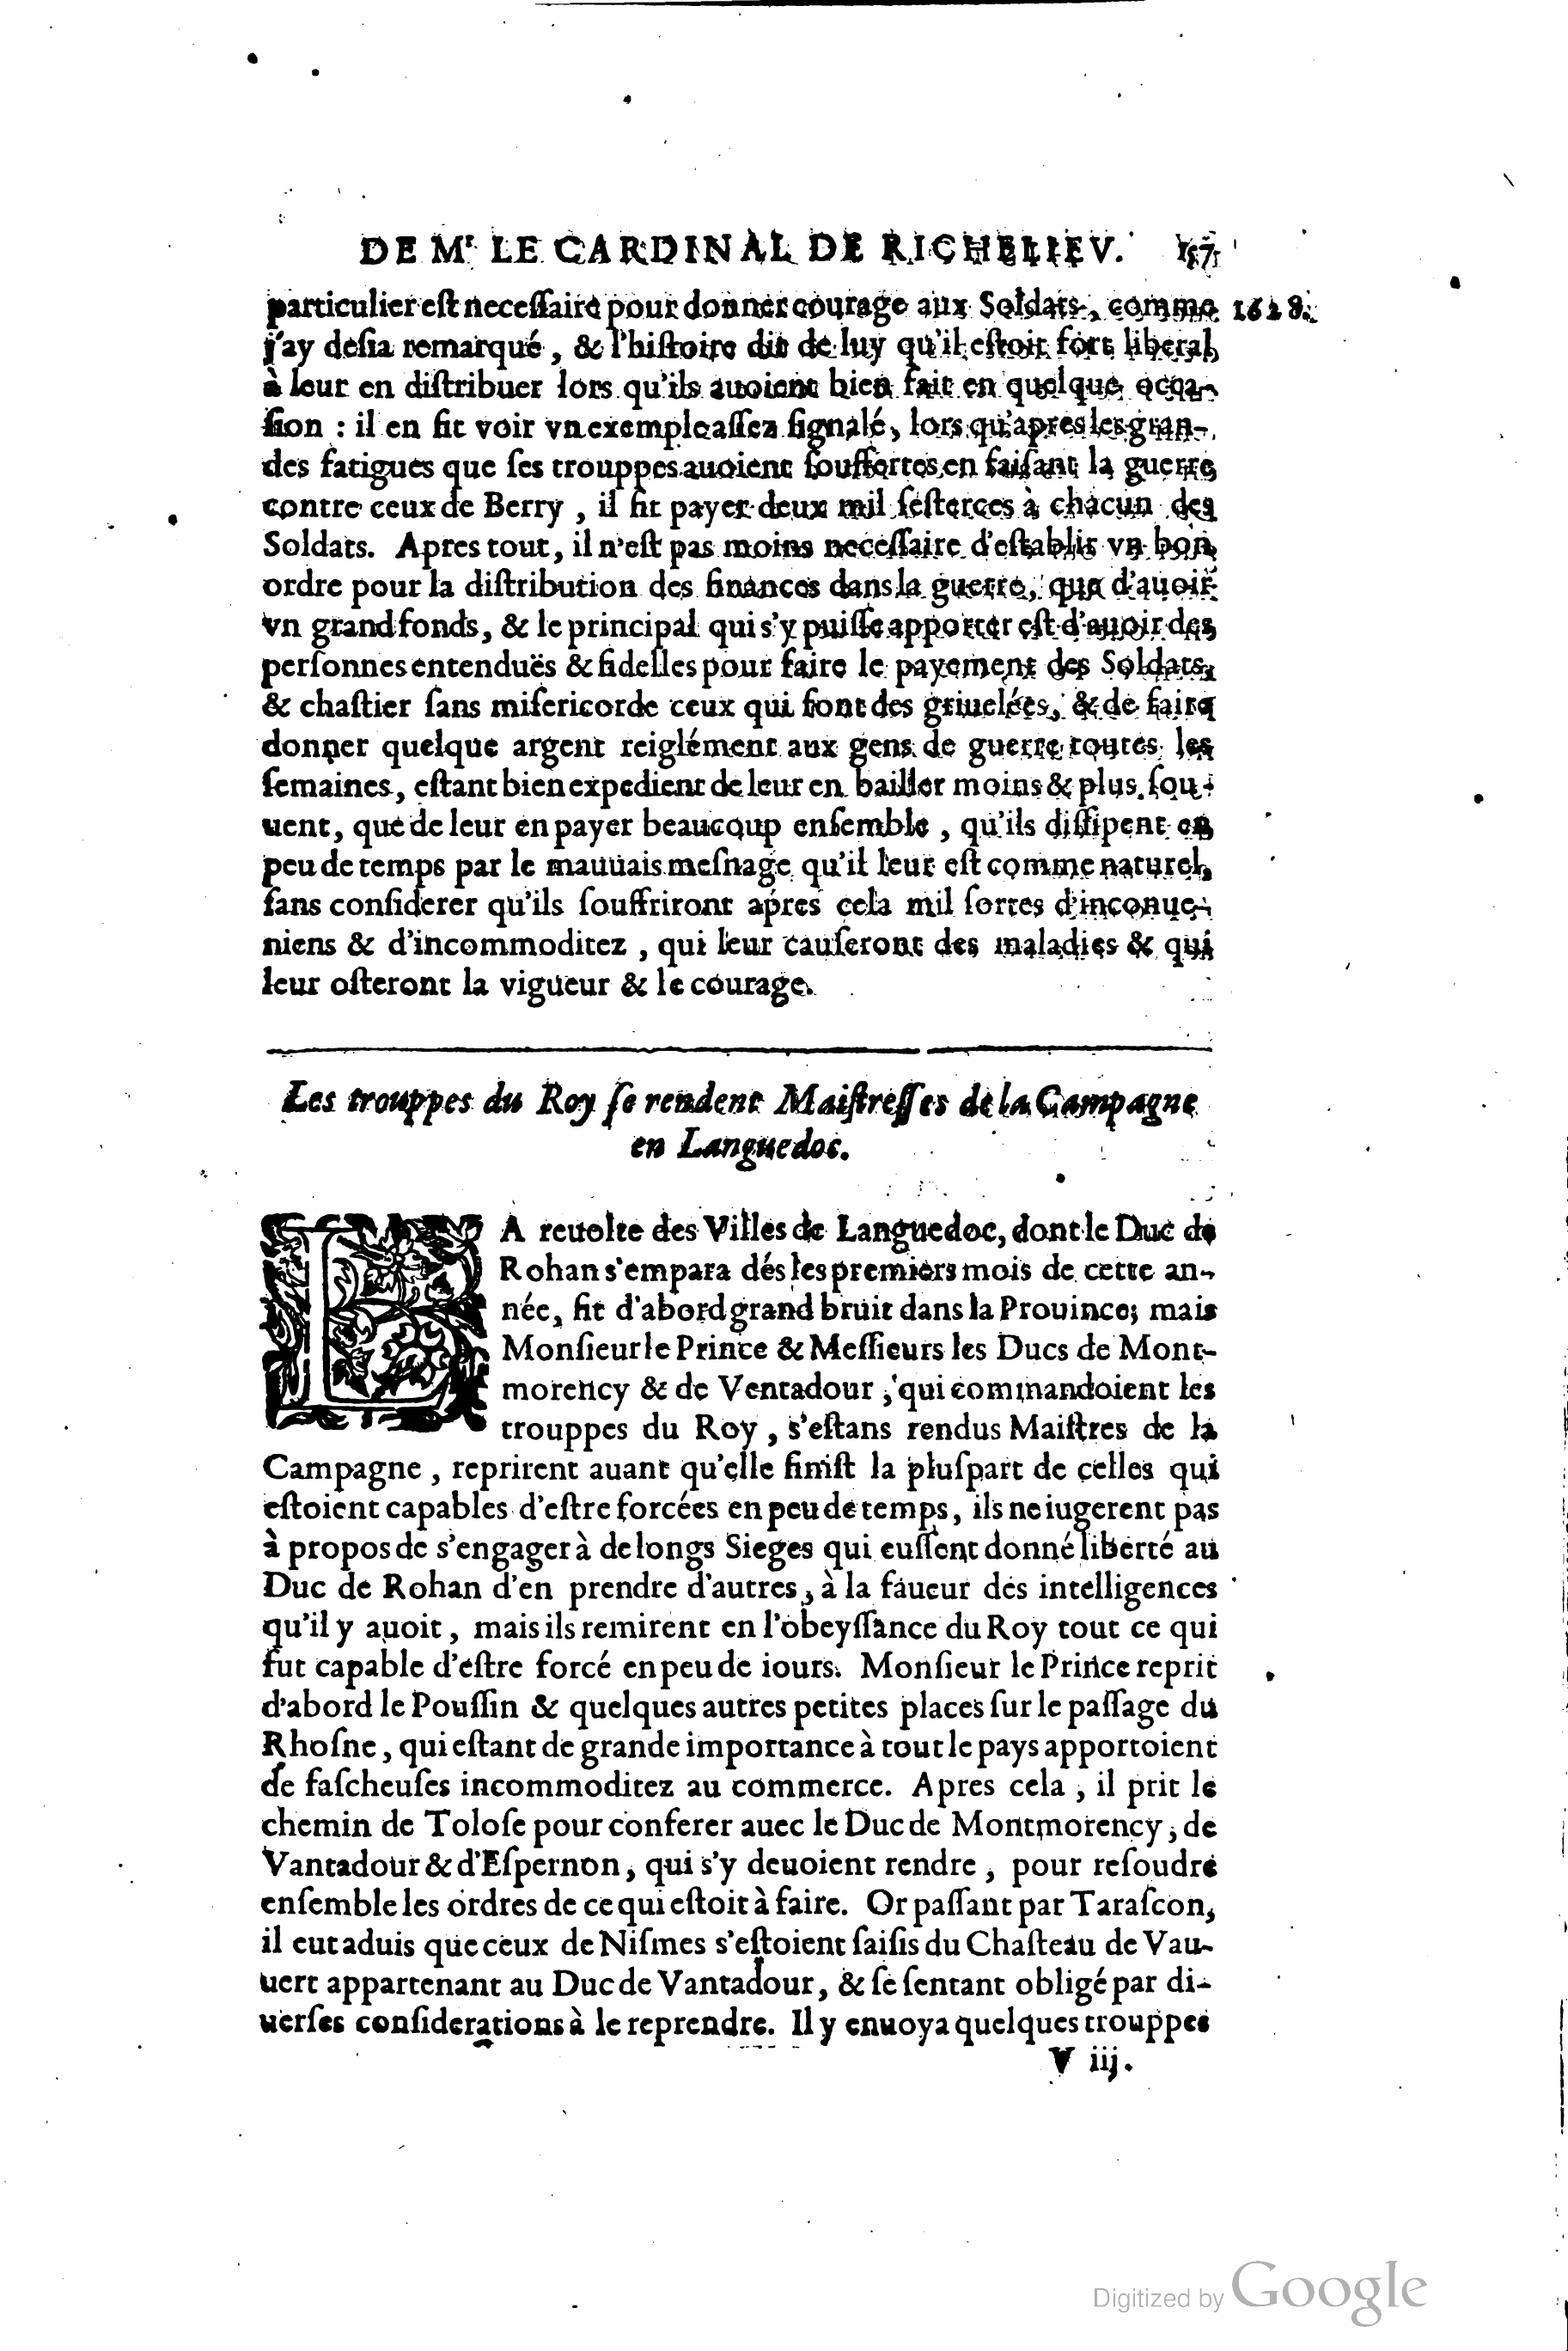 DE Mʳ LE CARDINAL DE RICHELIEV. 157
particulier eſt neceſſaire pour donner courage aux Soldats, comme 1628.
j'ay deſia remarqué, & l'hiſtoire dit de luy qu'il eſtoit fort liberal
à leur en diſtribuer lors qu'ils auoient bien fait en quelque occa-
ſion : il en fit voir vn exemple aſſez ſignalé, lors qu'apres les gran-
des fatigues que ſes trouppes auoient ſouffertes en faiſant la guerre
contre ceux de Berry, il fit payer deux mil ſeſterces à chacun des
Soldats. Apres tout, il n'eſt pas moins neceſſaire d'eſtablir vn bon
ordre pour la diſtribution des finances dans la guerre, que d'auoir
vn grand fonds, & le principal qui s'y puiſſe apporter eſt d'auoir des
perſonnes entenduës & fidelles pour faire le payement des Soldats,
& chaſtier ſans miſericorde ceux qui font des griuelées, & de faire
donner quelque argent reiglément aux gens de guerre toutes les
ſemaines, eſtant bien expedient de leur en bailler moins & plus ſou-
uent, que de leur en payer beaucoup enſemble, qu'ils diſſipent en
peu de temps par le mauuais meſnage qu'il leur eſt comme naturel,
ſans conſiderer qu'ils ſouffriront apres cela mil ſortes d'inconue-
niens & d'incommoditez, qui leur cauſeront des maladies & qui
leur oſteront la vigueur & le courage.
Les trouppes du Roy ſe rendent Maiſtreſſes de la Campagne
en Languedoc.
LA reuolte des Villes de Languedoc, dont le Duc de
Rohan s'empara dés les premiers mois de cette an-
née, fit d'abord grand bruit dans la Prouince; mais
Monſieur le Prince & Meſſieurs les Ducs de Mont-
morency & de Ventadour, qui commandoient les
trouppes du Roy, s'eſtans rendus Maiſtres de la
Campagne, reprirent auant qu'elle finiſt la pluſpart de celles qui
eſtoient capables d'eſtre forcées en peu de temps, ils ne iugerent pas
à propos de s'engager à de longs Sieges qui euſſent donné liberté au
Duc de Rohan d'en prendre d'autres, à la faueur des intelligences
qu'il y auoit, mais ils remirent en l'obeyſſance du Roy tout ce qui
fut capable d'eſtre forcé en peu de iours. Monſieur le Prince reprit
d'abord le Pouſſin & quelques autres petites places ſur le paſſage du
Rhoſne, qui eſtant de grande importance à tout le pays apportoient
de faſcheuſes incommoditez au commerce. Apres cela, il prit le
chemin de Toloſe pour conferer auec le Duc de Montmorency, de
Vantadour & d'Eſpernon, qui s'y deuoient rendre, pour reſoudre
enſemble les ordres de ce qui eſtoit à faire. Or paſſant par Taraſcon,
il eut aduis que ceux de Niſmes s'eſtoient ſaiſis du Chaſteau de Vau-
uert appartenant au Duc de Vantadour, & ſe ſentant obligé par di-
uerſes conſiderations à le reprendre. Il y enuoya quelques trouppes
V iij.
Digitized by Google